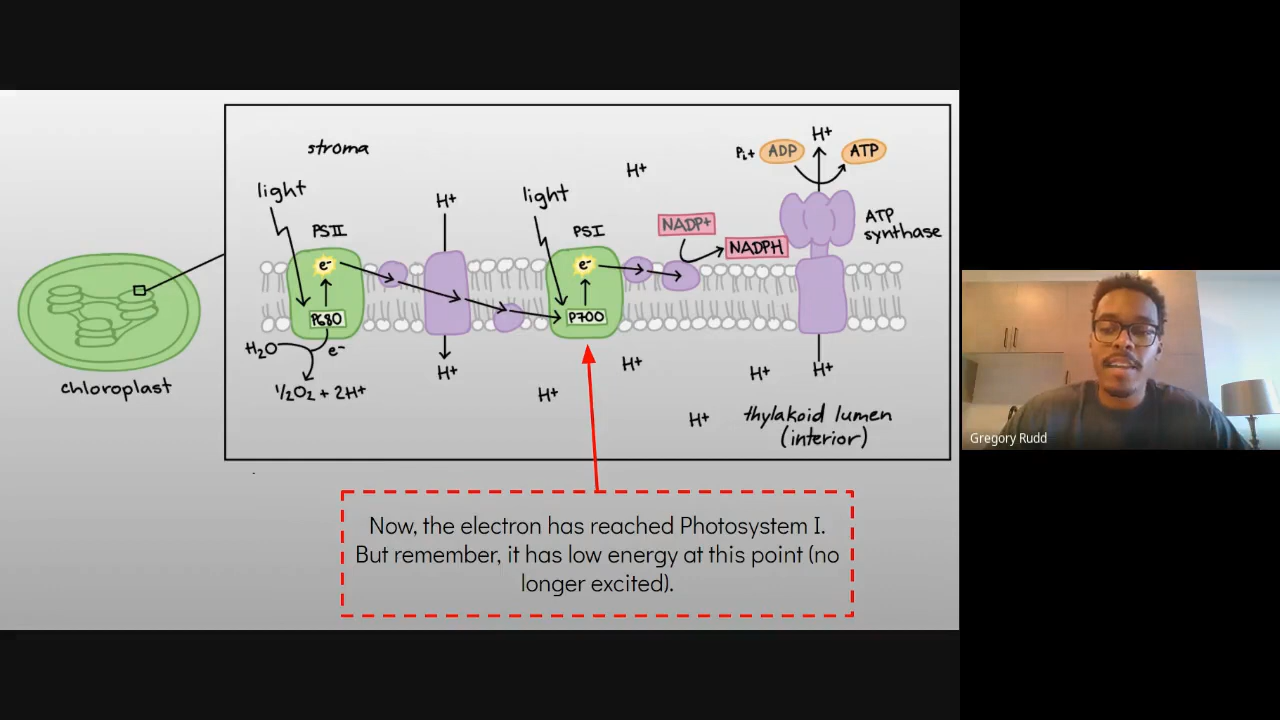 stroma
light
PSII
e-
P680
H₂O
e-
½O₂ + 2H+
chloroplast
H+
H+
light
PSI
e-
P700
H+
NADP+
NADPH
Pi+ ADP
H+
ATP
ATP
synthase
H+
H+
H+
H+
H+
thylakoid lumen
(interior)
Now, the electron has reached Photosystem I.
But remember, it has low energy at this point (no
longer excited).
Gregory Rudd